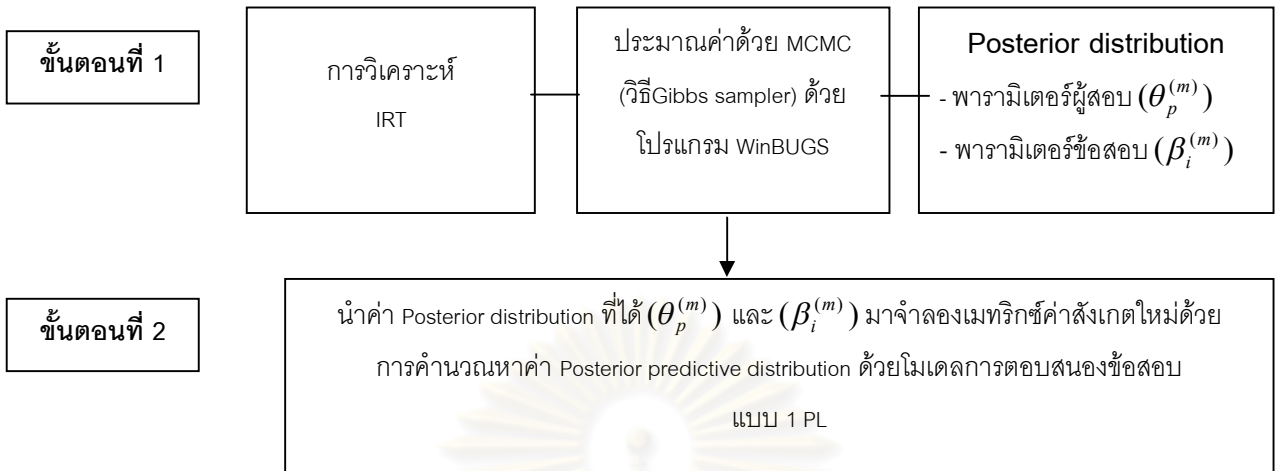 ขั้นตอนที่ 1
การวิเคราะห์
IRT
ประมาณค่าด้วย MCMC
(วิธีGibbs sampler) ด้วย
โปรแกรม WinBUGS
Posterior distribution
- พารามิเตอร์ผู้สอบ (θ_p^{(m)})
- พารามิเตอร์ข้อสอบ (β_i^{(m)})
ขั้นตอนที่ 2
นำค่า Posterior distribution ที่ได้ (θ_p^{(m)}) และ (β_i^{(m)}) มาจำลองเมทริกซ์ค่าสังเกตใหม่ด้วย
การคำนวณหาค่า Posterior predictive distribution ด้วยโมเดลการตอบสนองข้อสอบ
แบบ 1 PL